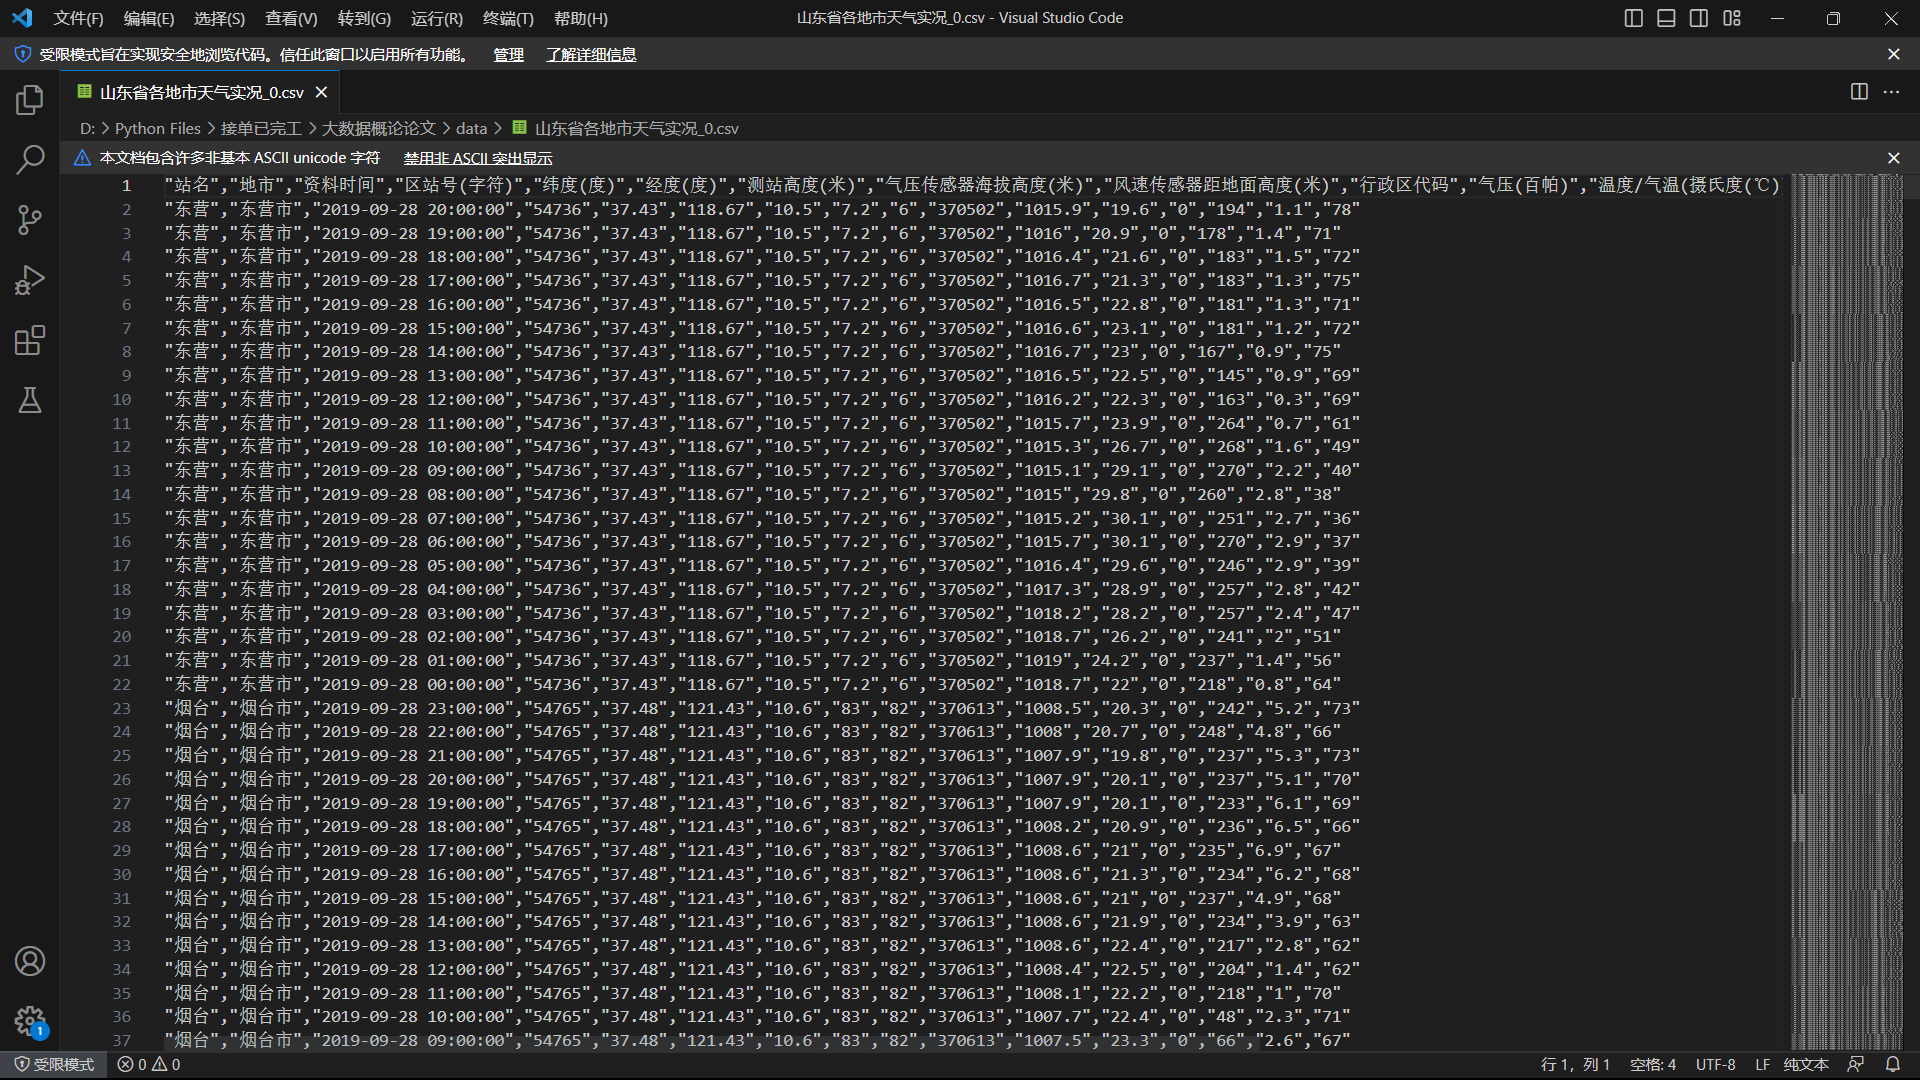 文件(F) 编辑(E) 选择(S) 查看(V) 转到(G) 运行(R) 终端(T) 帮助(H) 山东省各地市天气实况_0.csv - Visual Studio Code
受限模式旨在实现安全地浏览代码。信任此窗口以启用所有功能。 管理 了解详细信息
山东省各地市天气实况_0.csv
D: > Python Files > 接单已完工 > 大数据概论论文 > data > 山东省各地市天气实况_0.csv
本文档包含许多非基本 ASCII unicode 字符 禁用非 ASCII 突出显示
1 "站名","地市","资料时间","区站号(字符)","纬度(度)","经度(度)","测站高度(米)","气压传感器海拔高度(米)","风速传感器距地面高度(米)","行政区代码","气压(百帕)","温度/气温(摄氏度(℃)
2 "东营","东营市","2019-09-28 20:00:00","54736","37.43","118.67","10.5","7.2","6","370502","1015.9","19.6","0","194","1.1","78"
3 "东营","东营市","2019-09-28 19:00:00","54736","37.43","118.67","10.5","7.2","6","370502","1016","20.9","0","178","1.4","71"
4 "东营","东营市","2019-09-28 18:00:00","54736","37.43","118.67","10.5","7.2","6","370502","1016.4","21.6","0","183","1.5","72"
5 "东营","东营市","2019-09-28 17:00:00","54736","37.43","118.67","10.5","7.2","6","370502","1016.7","21.3","0","183","1.3","75"
6 "东营","东营市","2019-09-28 16:00:00","54736","37.43","118.67","10.5","7.2","6","370502","1016.5","22.8","0","181","1.3","71"
7 "东营","东营市","2019-09-28 15:00:00","54736","37.43","118.67","10.5","7.2","6","370502","1016.6","23.1","0","181","1.2","72"
8 "东营","东营市","2019-09-28 14:00:00","54736","37.43","118.67","10.5","7.2","6","370502","1016.7","23","0","167","0.9","75"
9 "东营","东营市","2019-09-28 13:00:00","54736","37.43","118.67","10.5","7.2","6","370502","1016.5","22.5","0","145","0.9","69"
10 "东营","东营市","2019-09-28 12:00:00","54736","37.43","118.67","10.5","7.2","6","370502","1016.2","22.3","0","163","0.3","69"
11 "东营","东营市","2019-09-28 11:00:00","54736","37.43","118.67","10.5","7.2","6","370502","1015.7","23.9","0","264","0.7","61"
12 "东营","东营市","2019-09-28 10:00:00","54736","37.43","118.67","10.5","7.2","6","370502","1015.3","26.7","0","268","1.6","49"
13 "东营","东营市","2019-09-28 09:00:00","54736","37.43","118.67","10.5","7.2","6","370502","1015.1","29.1","0","270","2.2","40"
14 "东营","东营市","2019-09-28 08:00:00","54736","37.43","118.67","10.5","7.2","6","370502","1015","29.8","0","260","2.8","38"
15 "东营","东营市","2019-09-28 07:00:00","54736","37.43","118.67","10.5","7.2","6","370502","1015.2","30.1","0","251","2.7","36"
16 "东营","东营市","2019-09-28 06:00:00","54736","37.43","118.67","10.5","7.2","6","370502","1015.7","30.1","0","270","2.9","37"
17 "东营","东营市","2019-09-28 05:00:00","54736","37.43","118.67","10.5","7.2","6","370502","1016.4","29.6","0","246","2.9","39"
18 "东营","东营市","2019-09-28 04:00:00","54736","37.43","118.67","10.5","7.2","6","370502","1017.3","28.9","0","257","2.8","42"
19 "东营","东营市","2019-09-28 03:00:00","54736","37.43","118.67","10.5","7.2","6","370502","1018.2","28.2","0","257","2.4","47"
20 "东营","东营市","2019-09-28 02:00:00","54736","37.43","118.67","10.5","7.2","6","370502","1018.7","26.2","0","241","2","51"
21 "东营","东营市","2019-09-28 01:00:00","54736","37.43","118.67","10.5","7.2","6","370502","1019","24.2","0","237","1.4","56"
22 "东营","东营市","2019-09-28 00:00:00","54736","37.43","118.67","10.5","7.2","6","370502","1018.7","22","0","218","0.8","64"
23 "烟台","烟台市","2019-09-28 23:00:00","54765","37.48","121.43","10.6","83","82","370613","1008.5","20.3","0","242","5.2","73"
24 "烟台","烟台市","2019-09-28 22:00:00","54765","37.48","121.43","10.6","83","82","370613","1008","20.7","0","248","4.8","66"
25 "烟台","烟台市","2019-09-28 21:00:00","54765","37.48","121.43","10.6","83","82","370613","1007.9","19.8","0","237","5.3","73"
26 "烟台","烟台市","2019-09-28 20:00:00","54765","37.48","121.43","10.6","83","82","370613","1007.9","20.1","0","237","5.1","70"
27 "烟台","烟台市","2019-09-28 19:00:00","54765","37.48","121.43","10.6","83","82","370613","1007.9","20.1","0","233","6.1","69"
28 "烟台","烟台市","2019-09-28 18:00:00","54765","37.48","121.43","10.6","83","82","370613","1008.2","20.9","0","236","6.5","66"
29 "烟台","烟台市","2019-09-28 17:00:00","54765","37.48","121.43","10.6","83","82","370613","1008.6","21","0","235","6.9","67"
30 "烟台","烟台市","2019-09-28 16:00:00","54765","37.48","121.43","10.6","83","82","370613","1008.6","21.3","0","234","6.2","68"
31 "烟台","烟台市","2019-09-28 15:00:00","54765","37.48","121.43","10.6","83","82","370613","1008.6","21","0","237","4.9","68"
32 "烟台","烟台市","2019-09-28 14:00:00","54765","37.48","121.43","10.6","83","82","370613","1008.6","21.9","0","234","3.9","63"
33 "烟台","烟台市","2019-09-28 13:00:00","54765","37.48","121.43","10.6","83","82","370613","1008.6","22.4","0","217","2.8","62"
34 "烟台","烟台市","2019-09-28 12:00:00","54765","37.48","121.43","10.6","83","82","370613","1008.4","22.5","0","204","1.4","62"
35 "烟台","烟台市","2019-09-28 11:00:00","54765","37.48","121.43","10.6","83","82","370613","1008.1","22.2","0","218","1","70"
36 "烟台","烟台市","2019-09-28 10:00:00","54765","37.48","121.43","10.6","83","82","370613","1007.7","22.4","0","48","2.3","71"
37 "烟台","烟台市","2019-09-28 09:00:00","54765","37.48","121.43","10.6","83","82","370613","1007.5","23.3","0","66","2.6","67"
1
受限模式 0 0 行 1，列 1 空格: 4 UTF-8 LF 纯文本